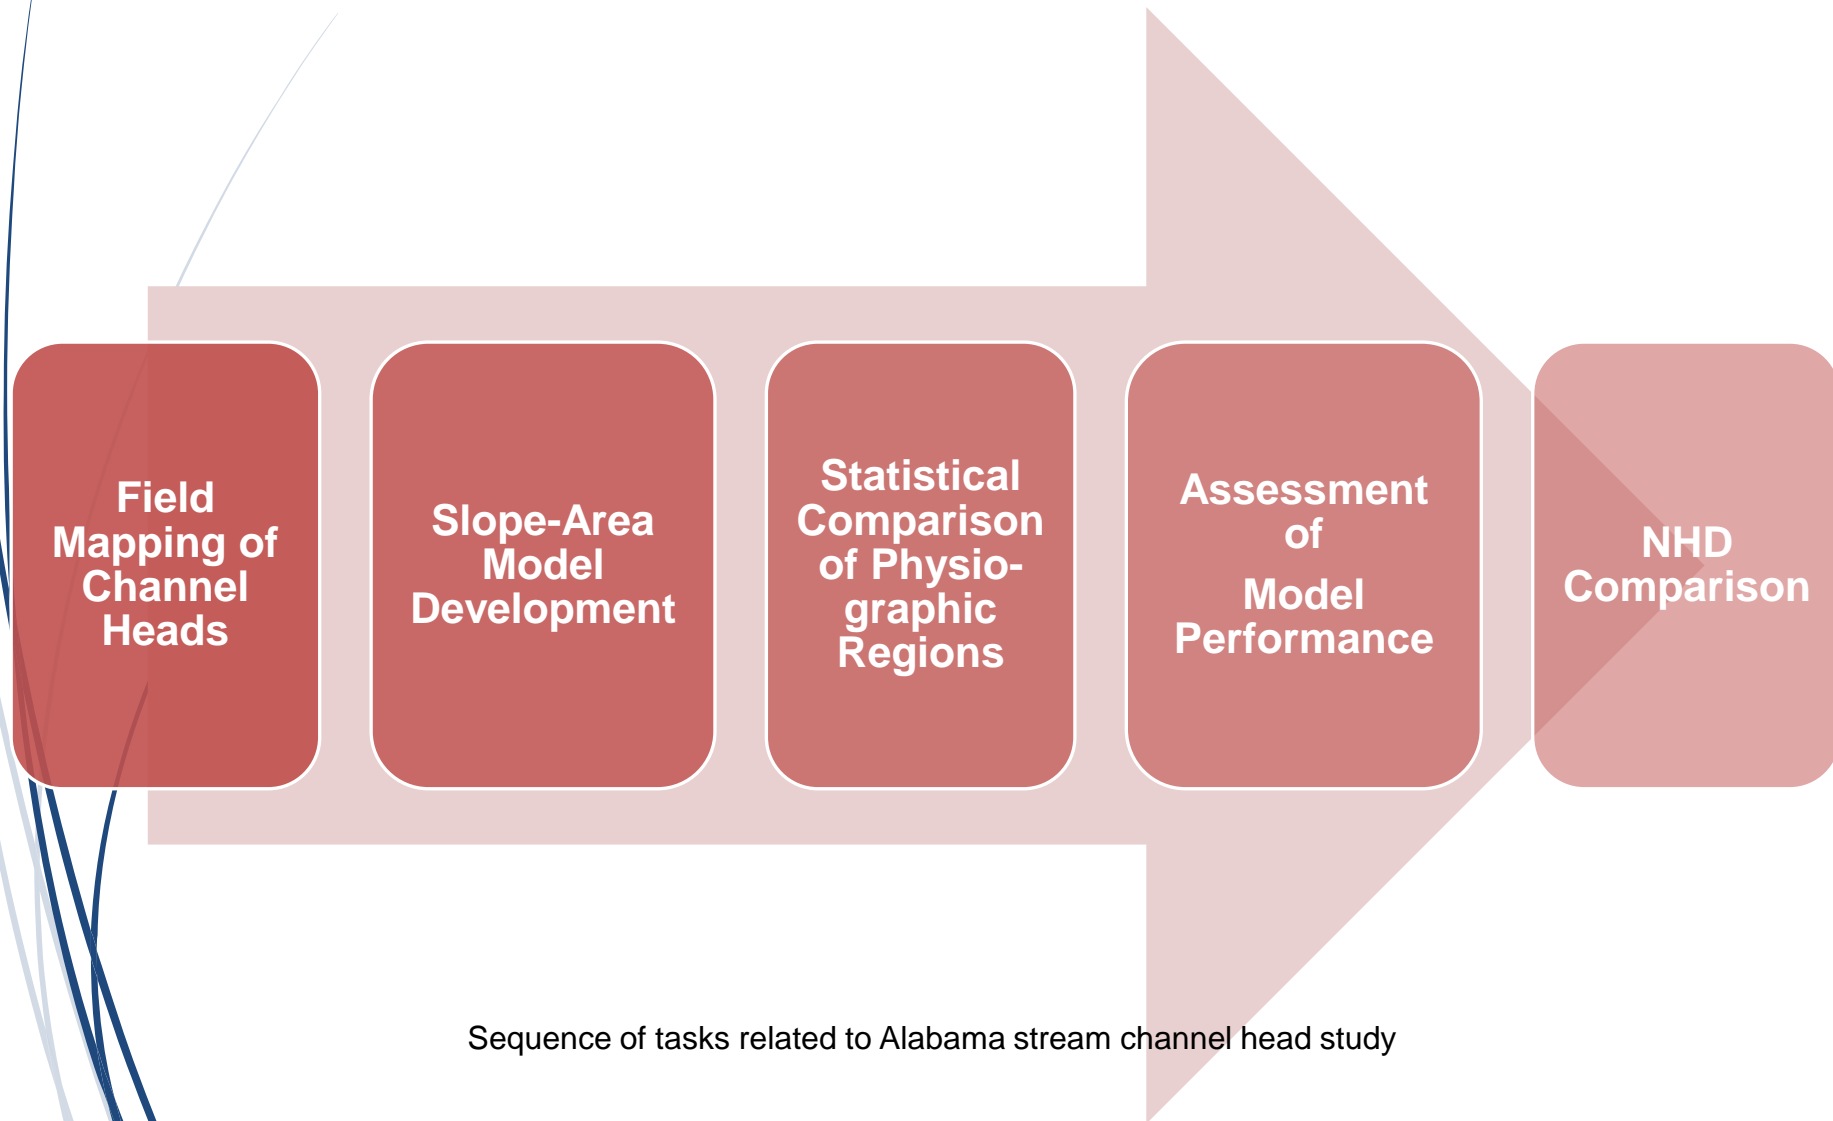 Field
Mapping of
Channel
Heads
Slope-Area
Model
Development
Statistical
Comparison
of Physio-
graphic
Regions
Assessment
of
Model
Performance
NHD
Comparison
Sequence of tasks related to Alabama stream channel head study